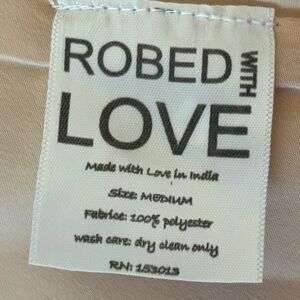 ROBED WITH
LOVE
Made with Love in India
Size: MEDIUM
Fabric: 100% polyester
wash care: dry clean only
RN: 153013